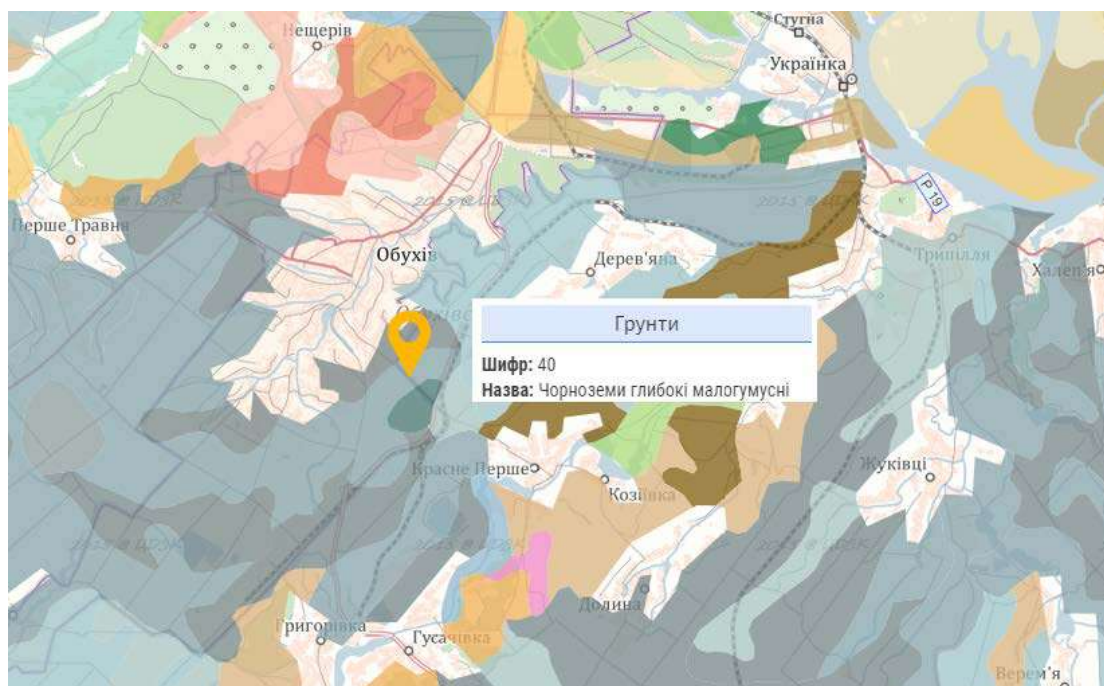 Нещерів
Стугна
Українка
Р 19
Перше Травня
Обухів
Дерев'яна
Трипілля
Халеп'я
Грунти
Шифр: 40
Назва: Чорноземи глибокі малогумусні
Красне Перше
Козіївка
Жуківці
Долина
Григорівка
Гусачівка
Верем'я